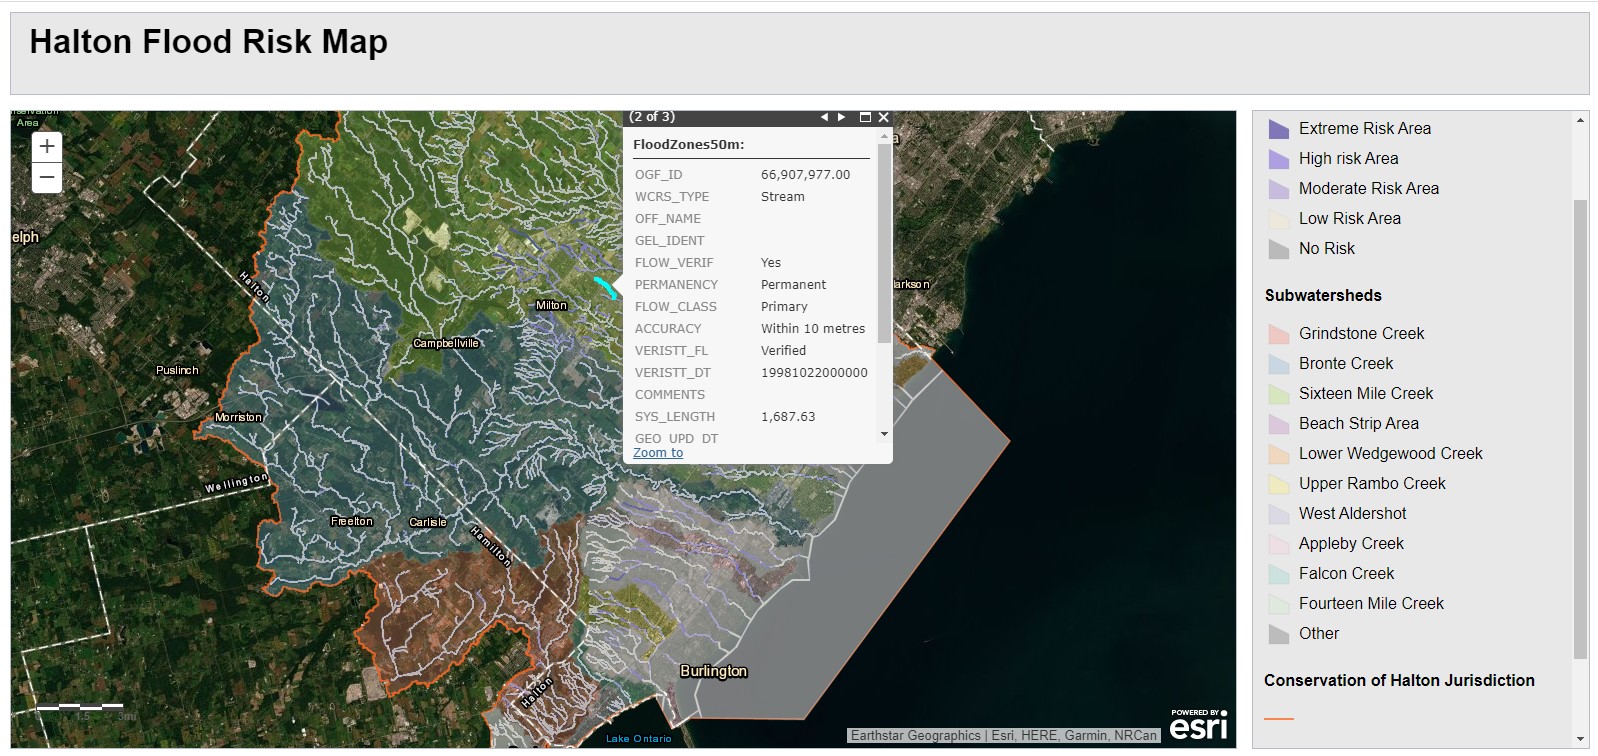 Halton Flood Risk Map
Area
+
−
elph
Halton
Puslinch
Morriston
Campbellville
Milton
Wellington
Freelton
Carlisle
Hamilton
Halton
Burlington
Lake Ontario
1.5 3mi
(2 of 3)
FloodZones50m:
OGF_ID 66,907,977.00
WCRS_TYPE Stream
OFF_NAME
GEL_IDENT
FLOW_VERIF Yes
PERMANENCY Permanent
FLOW_CLASS Primary
ACCURACY Within 10 metres
VERISTT_FL Verified
VERISTT_DT 19981022000000
COMMENTS
SYS_LENGTH 1,687.63
GEO_UPD_DT
Zoom to
larkson
POWERED BY
esri
Earthstar Geographics | Esri, HERE, Garmin, NRCan
Extreme Risk Area
High risk Area
Moderate Risk Area
Low Risk Area
No Risk
Subwatersheds
Grindstone Creek
Bronte Creek
Sixteen Mile Creek
Beach Strip Area
Lower Wedgewood Creek
Upper Rambo Creek
West Aldershot
Appleby Creek
Falcon Creek
Fourteen Mile Creek
Other
Conservation of Halton Jurisdiction